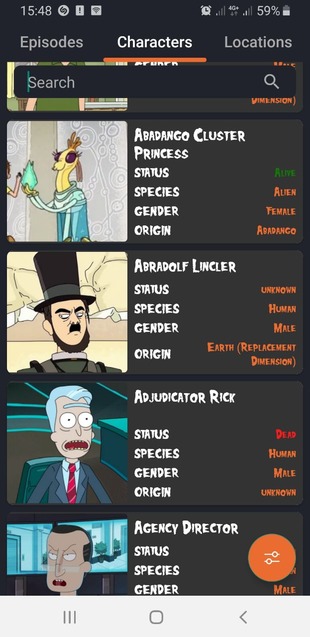 15:48 4G+ 59%
Episodes Characters Locations
Search
DIMENSION)
ABADANGO CLUSTER
PRINCESS
STATUS ALIVE
SPECIES ALIEN
GENDER FEMALE
ORIGIN ABADANGO
ABRADOLF LINCLER
STATUS UNKNOWN
SPECIES HUMAN
GENDER MALE
ORIGIN EARTH (REPLACEMENT
DIMENSION)
ADJUDICATOR RICK
STATUS DEAD
SPECIES HUMAN
GENDER MALE
ORIGIN UNKNOWN
AGENCY DIRECTOR
STATUS
SPECIES
GENDER MALE